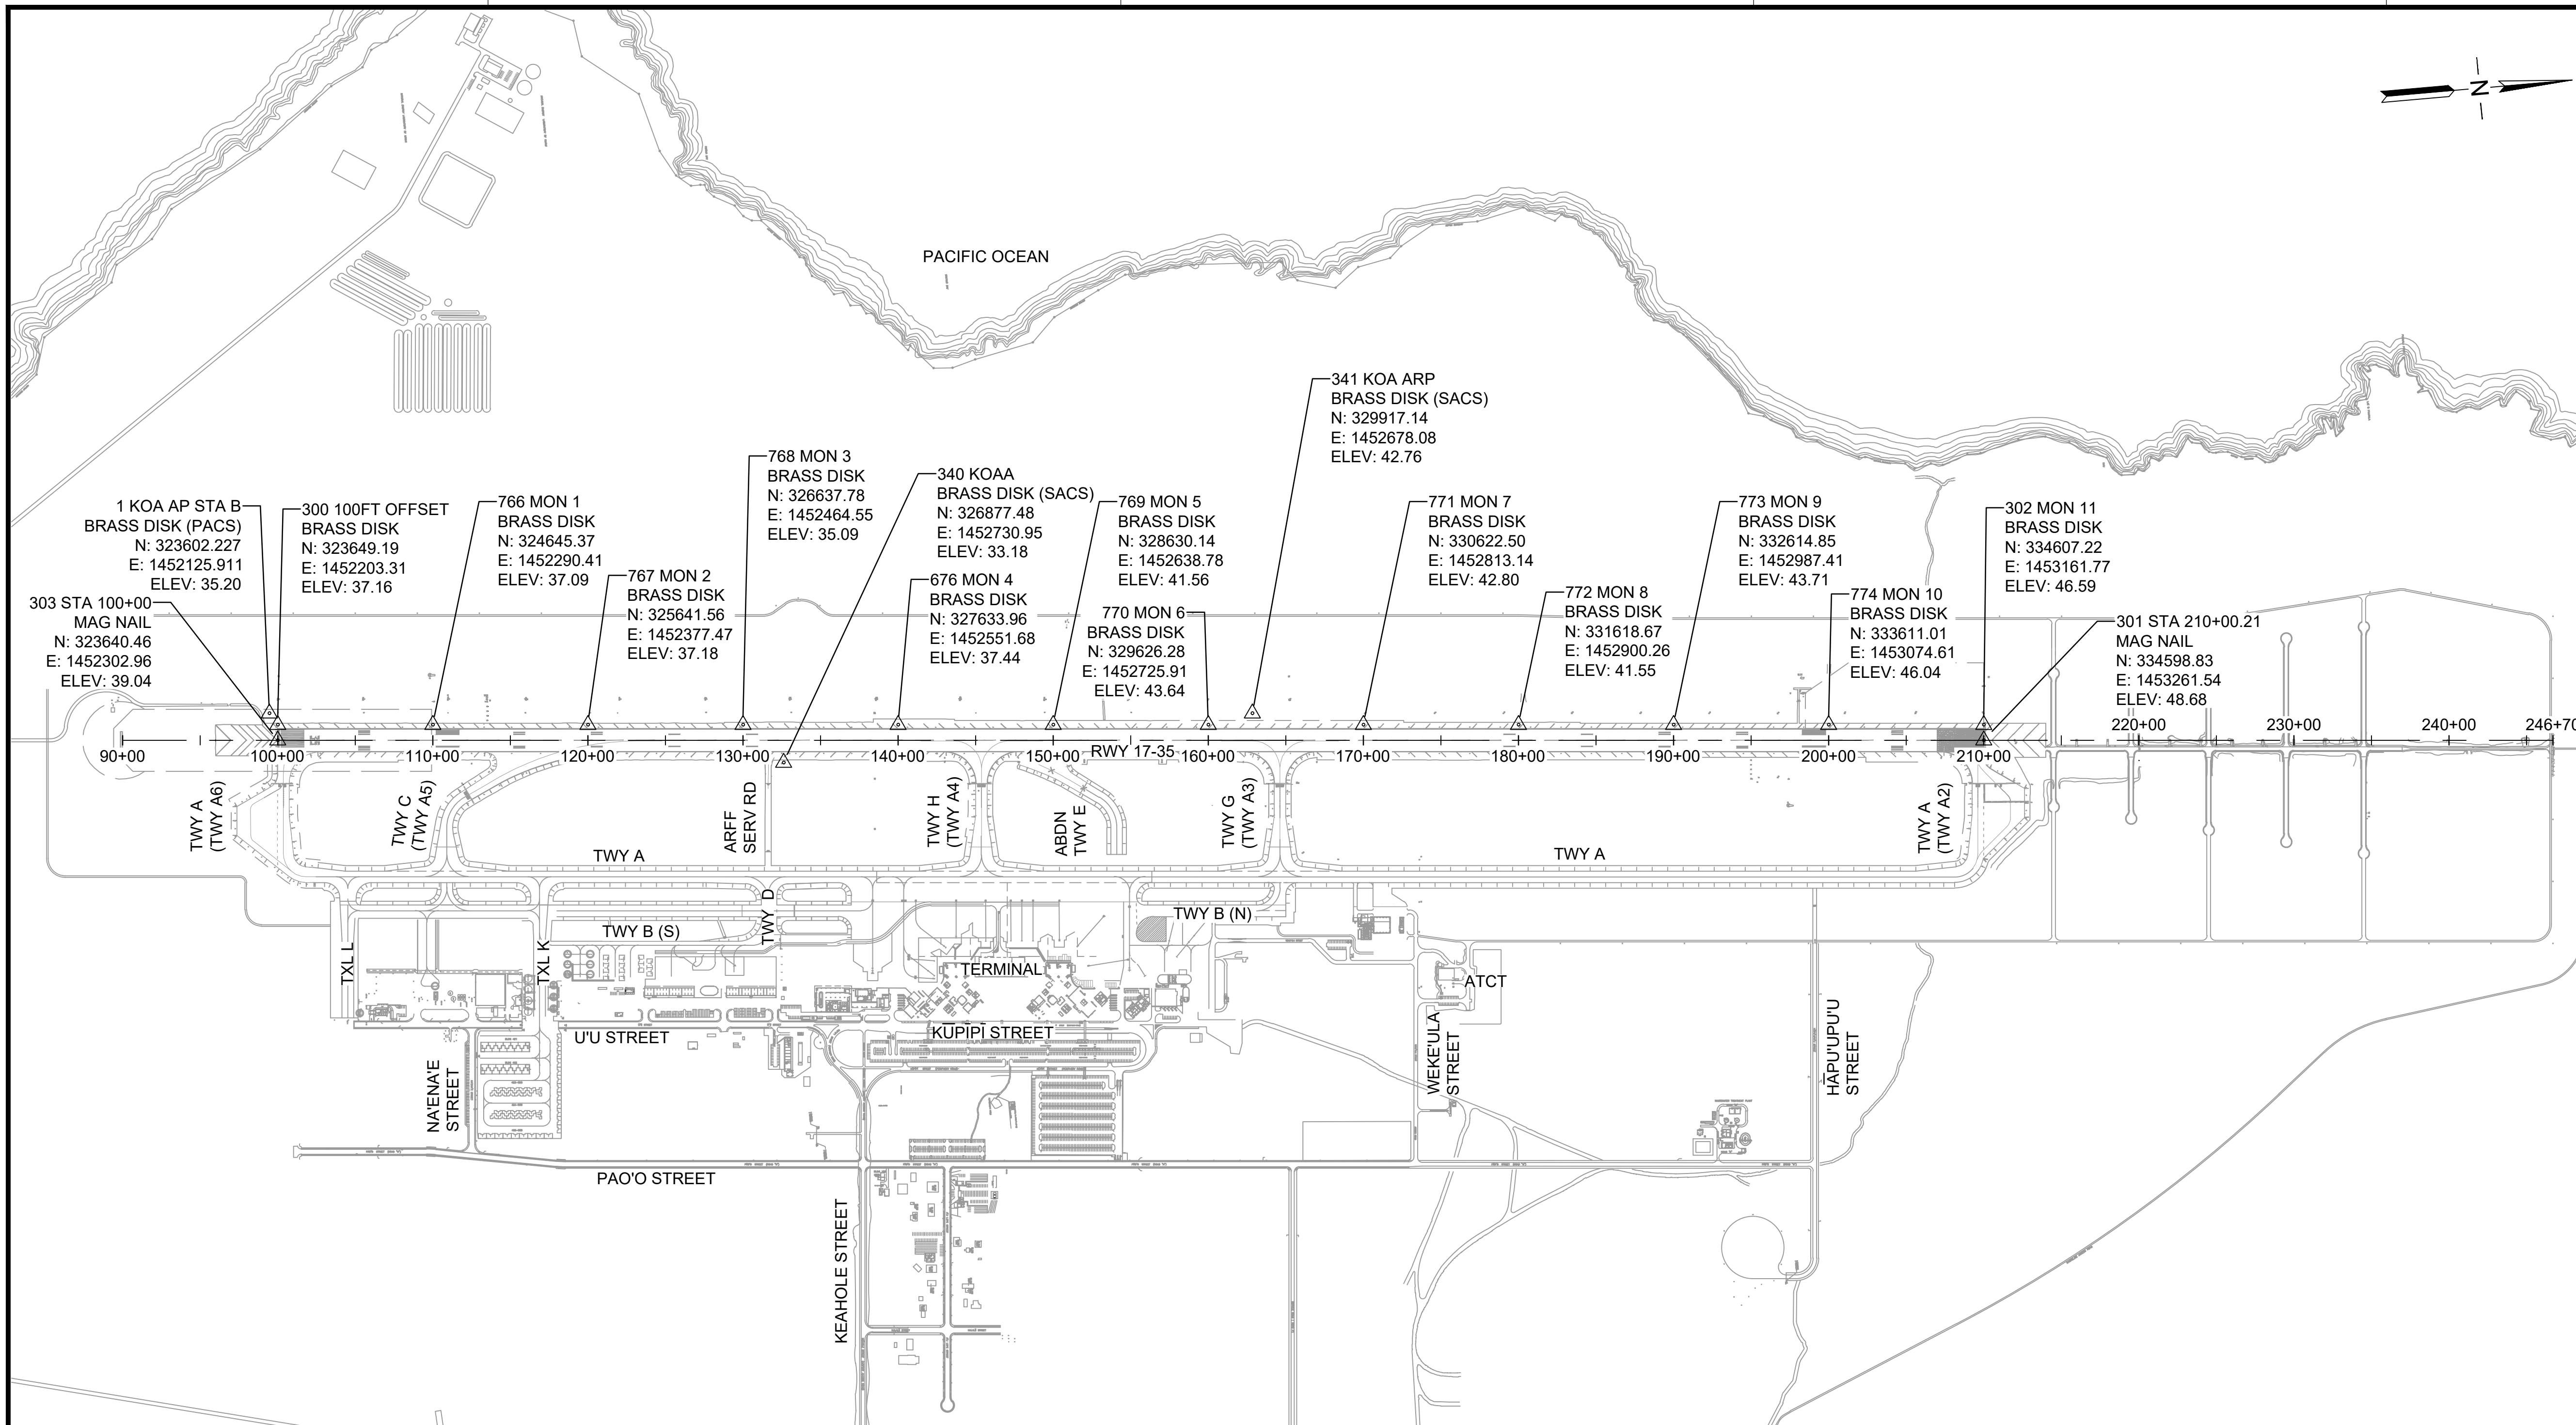 N
PACIFIC OCEAN
341 KOA ARP
BRASS DISK (SACS)
N: 329917.14
E: 1452678.08
ELEV: 42.76
768 MON 3
BRASS DISK
N: 326637.78
E: 1452464.55
ELEV: 35.09
340 KOAA
BRASS DISK (SACS)
N: 326877.48
E: 1452730.95
ELEV: 33.18
1 KOA AP STA B
BRASS DISK (PACS)
N: 323602.227
E: 1452125.911
ELEV: 35.20
300 100FT OFFSET
BRASS DISK
N: 323649.19
E: 1452203.31
ELEV: 37.16
766 MON 1
BRASS DISK
N: 324645.37
E: 1452290.41
ELEV: 37.09
769 MON 5
BRASS DISK
N: 328630.14
E: 1452638.78
ELEV: 41.56
771 MON 7
BRASS DISK
N: 330622.50
E: 1452813.14
ELEV: 42.80
773 MON 9
BRASS DISK
N: 332614.85
E: 1452987.41
ELEV: 43.71
302 MON 11
BRASS DISK
N: 334607.22
E: 1453161.77
ELEV: 46.59
303 STA 100+00
MAG NAIL
N: 323640.46
E: 1452302.96
ELEV: 39.04
767 MON 2
BRASS DISK
N: 325641.56
E: 1452377.47
ELEV: 37.18
676 MON 4
BRASS DISK
N: 327633.96
E: 1452551.68
ELEV: 37.44
770 MON 6
BRASS DISK
N: 329626.28
E: 1452725.91
ELEV: 43.64
772 MON 8
BRASS DISK
N: 331618.67
E: 1452900.26
ELEV: 41.55
774 MON 10
BRASS DISK
N: 333611.01
E: 1453074.61
ELEV: 46.04
301 STA 210+00.21
MAG NAIL
N: 334598.83
E: 1453261.54
ELEV: 48.68
90+00
100+00
110+00
120+00
130+00
140+00
150+00
RWY 17-35
160+00
170+00
180+00
190+00
200+00
210+00
220+00
230+00
240+00
246+70
TWY A
(TWY A6)
TWY C
(TWY A5)
ARFF
SERV RD
TWY H
(TWY A4)
ABDN
TWY E
TWY G
(TWY A3)
TWY A
(TWY A2)
TWY A
TWY A
TWY D
TWY B (S)
TWY B (N)
TXL L
TXL K
TERMINAL
ATCT
U'U STREET
KŪPĪPĪ STREET
NA'ENA'E
STREET
WEKE'ULA
STREET
HĀPU'UPU'U
STREET
PAO'O STREET
KEAHOLE STREET